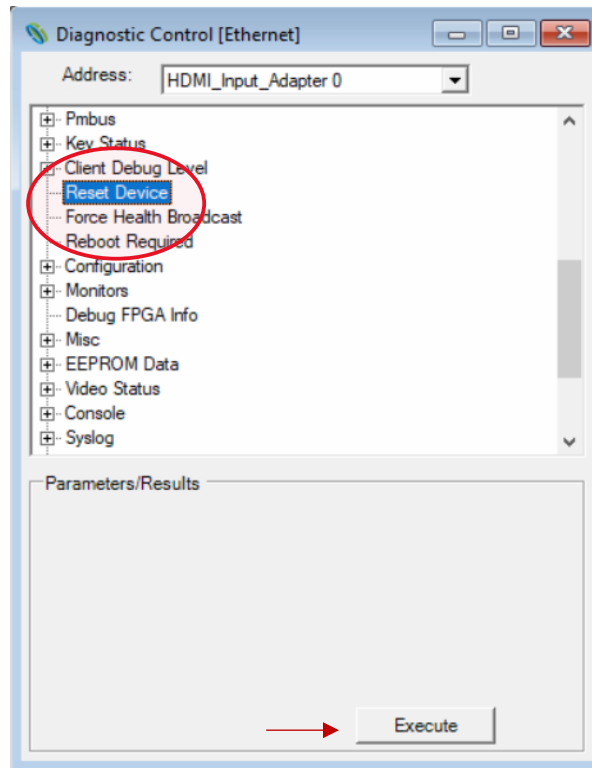 Diagnostic Control [Ethernet]
Address: HDMI_Input_Adapter 0
Pmbus
Key Status
Client Debug Level
Reset Device
Force Health Broadcast
Reboot Required
Configuration
Monitors
Debug FPGA Info
Misc
EEPROM Data
Video Status
Console
Syslog
Parameters/Results
Execute